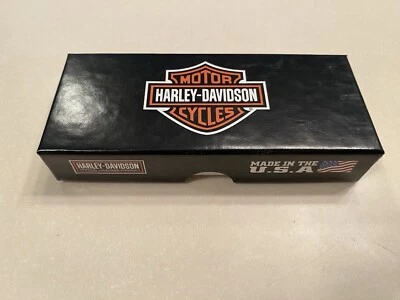 MOTOR
HARLEY-DAVIDSON
CYCLES
HARLEY-DAVIDSON
MADE IN THE
U.S.A